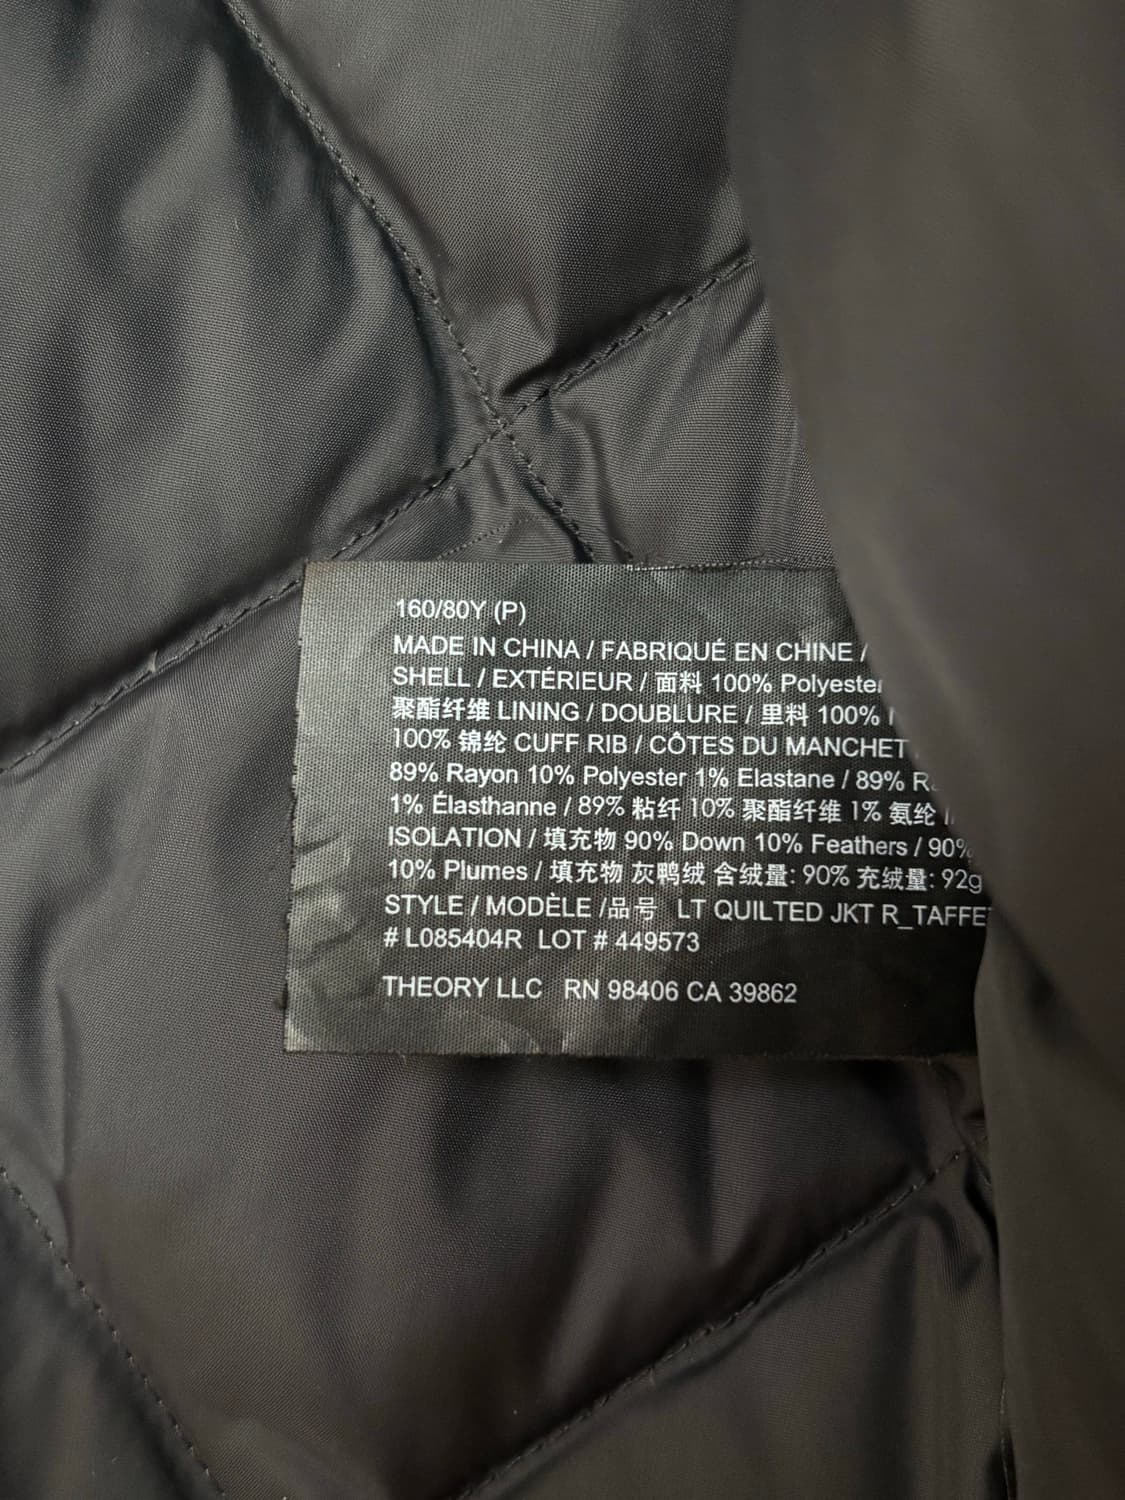 160/80Y (P)
MADE IN CHINA / FABRIQUÉ EN CHINE /
SHELL / EXTÉRIEUR / 面料 100% Polyester
聚酯纤维 LINING / DOUBLURE / 里料 100%
100% 锦纶 CUFF RIB / CÔTES DU MANCHET
89% Rayon 10% Polyester 1% Elastane / 89%
1% Élasthanne / 89% 粘纤 10% 聚酯纤维 1% 氨纶
ISOLATION / 填充物 90% Down 10% Feathers / 90%
10% Plumes / 填充物 灰鸭绒 含绒量: 90% 充绒量: 92g
STYLE / MODÈLE /品号 LT QUILTED JKT R_TAFFE
# L085404R LOT # 449573
THEORY LLC RN 98406 CA 39862